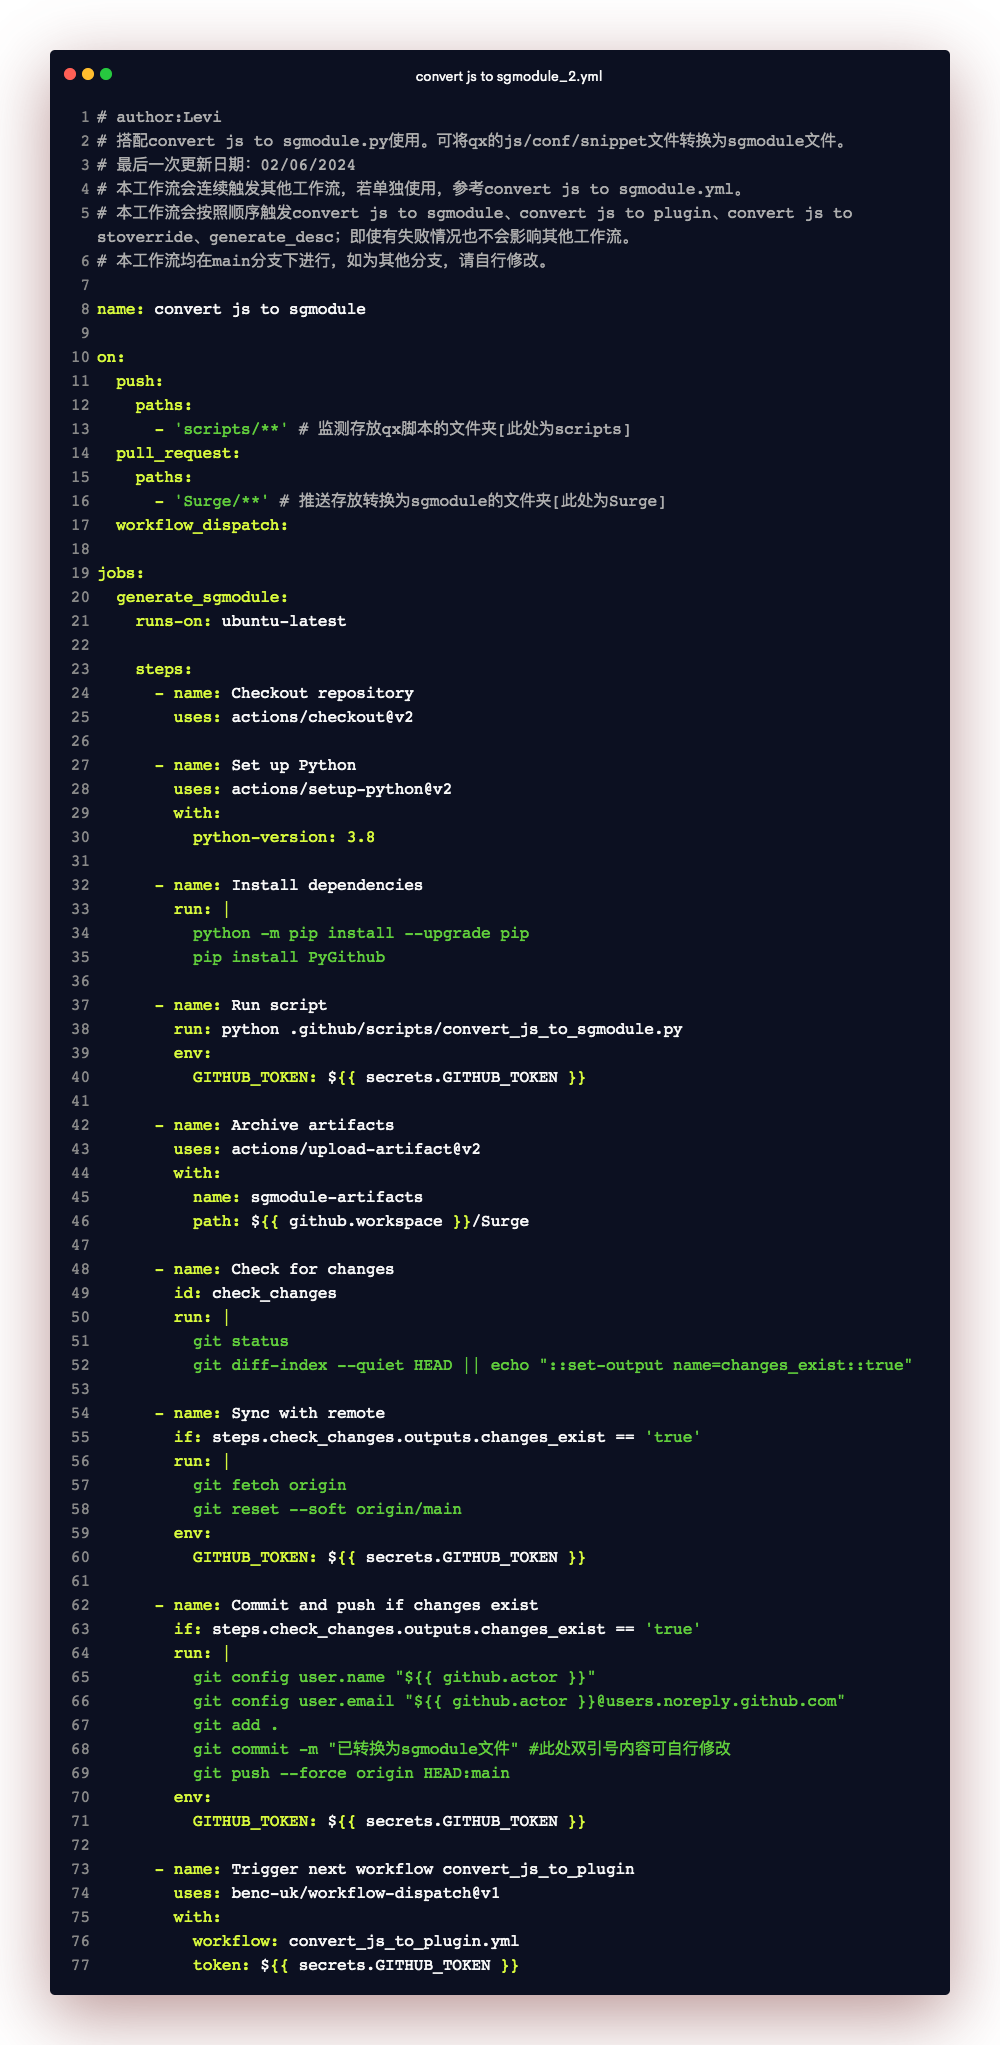 convert js to sgmodule_2.yml
1 # author:Levi
2 # 搭配convert js to sgmodule.py使用。可将qx的js/conf/snippet文件转换为sgmodule文件。
3 # 最后一次更新日期：02/06/2024
4 # 本工作流会连续触发其他工作流，若单独使用，参考convert js to sgmodule.yml。
5 # 本工作流会按照顺序触发convert js to sgmodule、convert js to plugin、convert js to
stoverride、generate_desc；即使有失败情况也不会影响其他工作流。
6 # 本工作流均在main分支下进行，如为其他分支，请自行修改。
7
8 name: convert js to sgmodule
9
10 on:
11   push:
12     paths:
13       - 'scripts/**' # 监测存放qx脚本的文件夹[此处为scripts]
14   pull_request:
15     paths:
16       - 'Surge/**' # 推送存放转换为sgmodule的文件夹[此处为Surge]
17   workflow_dispatch:
18
19 jobs:
20   generate_sgmodule:
21     runs-on: ubuntu-latest
22
23     steps:
24       - name: Checkout repository
25         uses: actions/checkout@v2
26
27       - name: Set up Python
28         uses: actions/setup-python@v2
29         with:
30           python-version: 3.8
31
32       - name: Install dependencies
33         run: |
34           python -m pip install --upgrade pip
35           pip install PyGithub
36
37       - name: Run script
38         run: python .github/scripts/convert_js_to_sgmodule.py
39         env:
40           GITHUB_TOKEN: ${{ secrets.GITHUB_TOKEN }}
41
42       - name: Archive artifacts
43         uses: actions/upload-artifact@v2
44         with:
45           name: sgmodule-artifacts
46           path: ${{ github.workspace }}/Surge
47
48       - name: Check for changes
49         id: check_changes
50         run: |
51           git status
52           git diff-index --quiet HEAD || echo "::set-output name=changes_exist::true"
53
54       - name: Sync with remote
55         if: steps.check_changes.outputs.changes_exist == 'true'
56         run: |
57           git fetch origin
58           git reset --soft origin/main
59         env:
60           GITHUB_TOKEN: ${{ secrets.GITHUB_TOKEN }}
61
62       - name: Commit and push if changes exist
63         if: steps.check_changes.outputs.changes_exist == 'true'
64         run: |
65           git config user.name "${{ github.actor }}"
66           git config user.email "${{ github.actor }}@users.noreply.github.com"
67           git add .
68           git commit -m "已转换为sgmodule文件" #此处双引号内容可自行修改
69           git push --force origin HEAD:main
70         env:
71           GITHUB_TOKEN: ${{ secrets.GITHUB_TOKEN }}
72
73       - name: Trigger next workflow convert_js_to_plugin
74         uses: benc-uk/workflow-dispatch@v1
75         with:
76           workflow: convert_js_to_plugin.yml
77           token: ${{ secrets.GITHUB_TOKEN }}